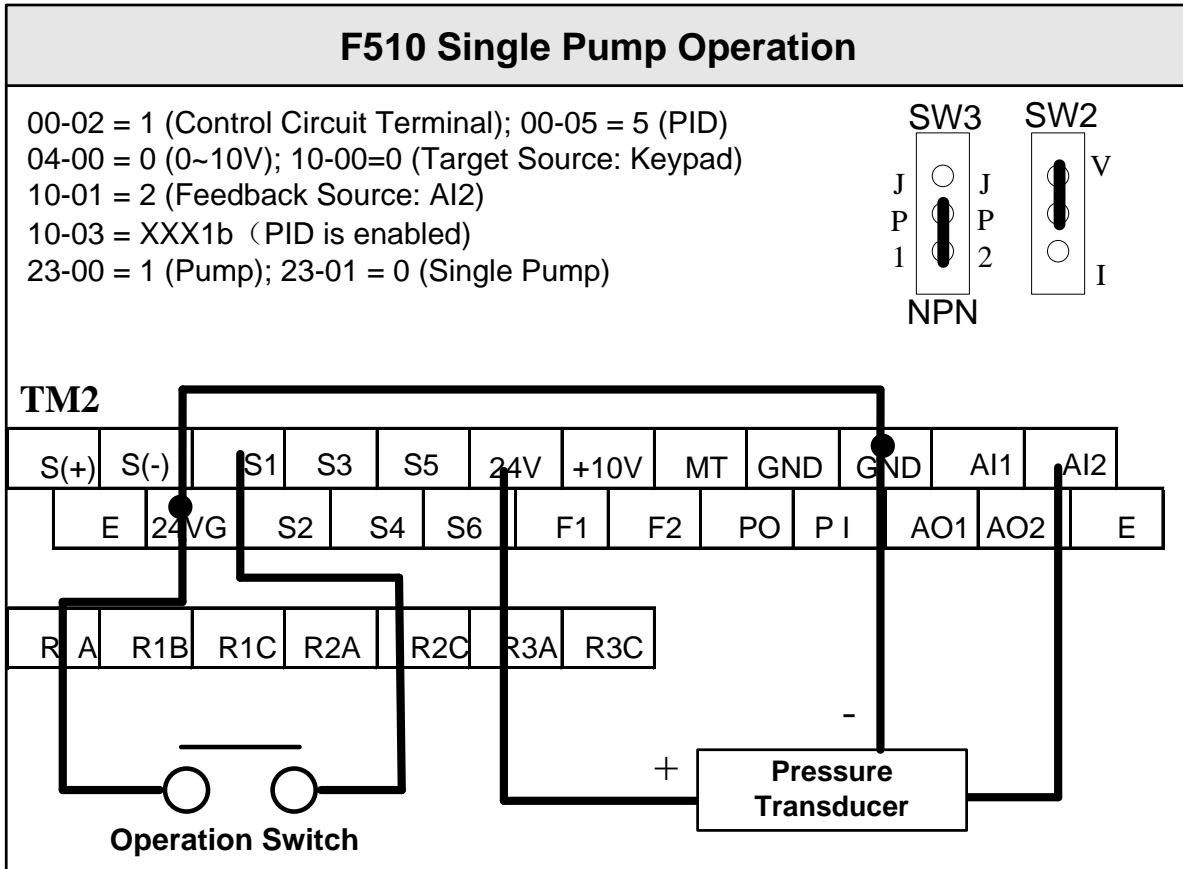 F510 Single Pump Operation
00-02 = 1 (Control Circuit Terminal); 00-05 = 5 (PID)
04-00 = 0 (0~10V); 10-00=0 (Target Source: Keypad)
10-01 = 2 (Feedback Source: AI2)
10-03 = XXX1b（PID is enabled)
23-00 = 1 (Pump); 23-01 = 0 (Single Pump)
SW3 SW2
J J V
P P
1 2 I
NPN
TM2
S(+) S(-) S1 S3 S5 24V +10V MT GND GND AI1 AI2
E 24VG S2 S4 S6 F1 F2 PO P I AO1 AO2 E
R A R1B R1C R2A R2C R3A R3C
-
+ Pressure
Transducer
Operation Switch